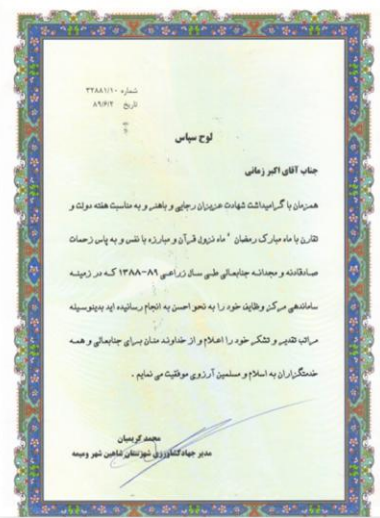 شماره ۳۲۸۸۱/۱۰
تاریخ ۸۹/۶/۲
لوح سپاس
جناب آقای اکبر زمانی
همزمان با گرامیداشت شهادت عزیزان رجایی و باهنر و به مناسبت هفته دولت و
تقارن با ماه مبارک رمضان " ماه نزول قرآن و مبارزه با نفس و به پاس زحمات
صادقانه و مجدانه جنابعالی طی سال زراعی ۸۹-۱۳۸۸ که در زمینه
ساماندهی مرکز وظایف خود را به نحو احسن به انجام رسانیده اید بدینوسیله
مراتب تقدیر و تشکر خود را اعلام و از خداوند منان برای جنابعالی و همه
خدمتگزاران به اسلام و مسلمین آرزوی موفقیت می نمایم .
محمد کریمیان
مدیر جهاد کشاورزی شهرستان شاهین شهر و میمه